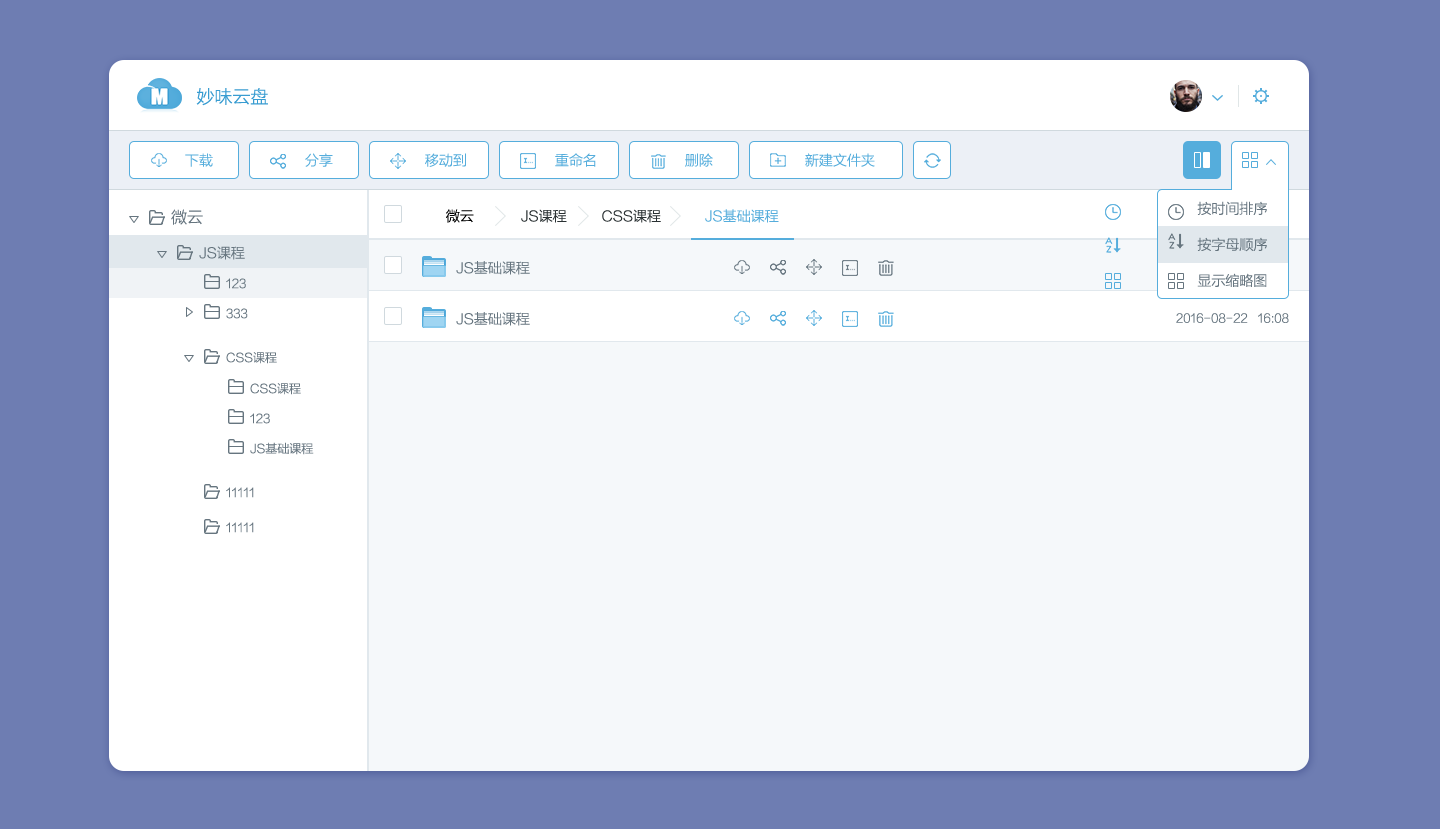 M 妙味云盘
下载 分享 移动到 重命名 删除 新建文件夹
微云
JS课程
123
333
CSS课程
CSS课程
123
JS基础课程
11111
11111
微云 JS课程 CSS课程 JS基础课程
JS基础课程
JS基础课程 2016-08-22 16:08
按时间排序
按字母顺序
显示缩略图